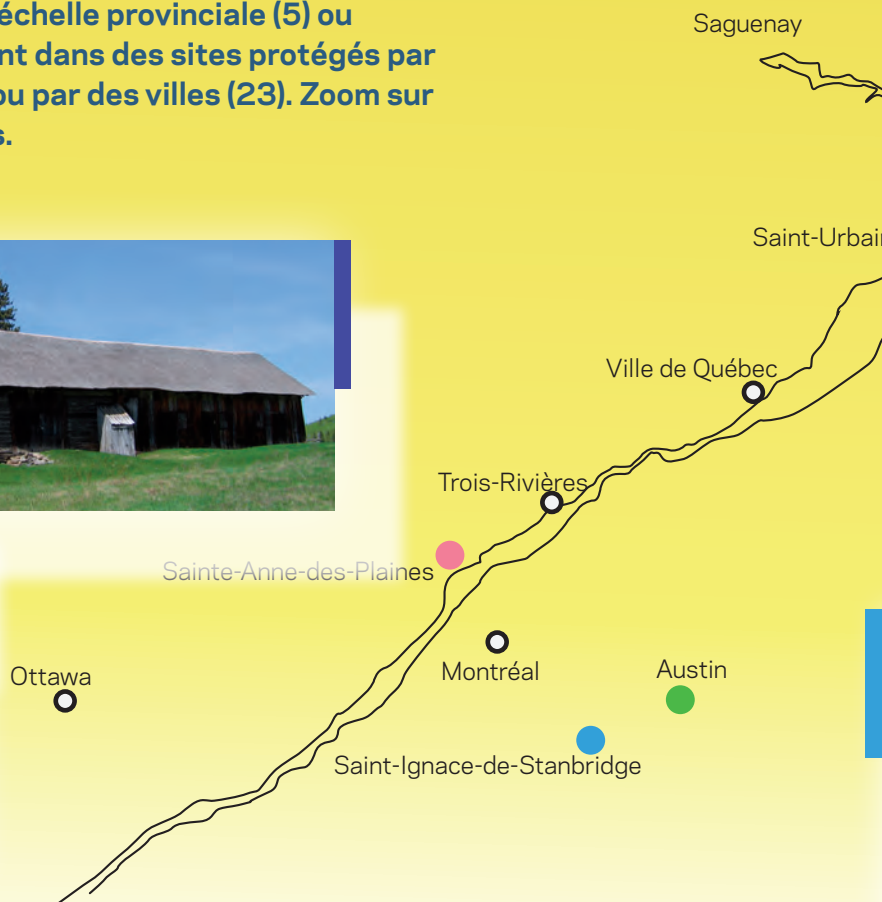 échelle provinciale (5) ou
nt dans des sites protégés par
ou par des villes (23). Zoom sur
s.
Saguenay
Saint-Urbain
Ville de Québec
Trois-Rivières
Sainte-Anne-des-Plaines
Montréal
Ottawa
Austin
Saint-Ignace-de-Stanbridge